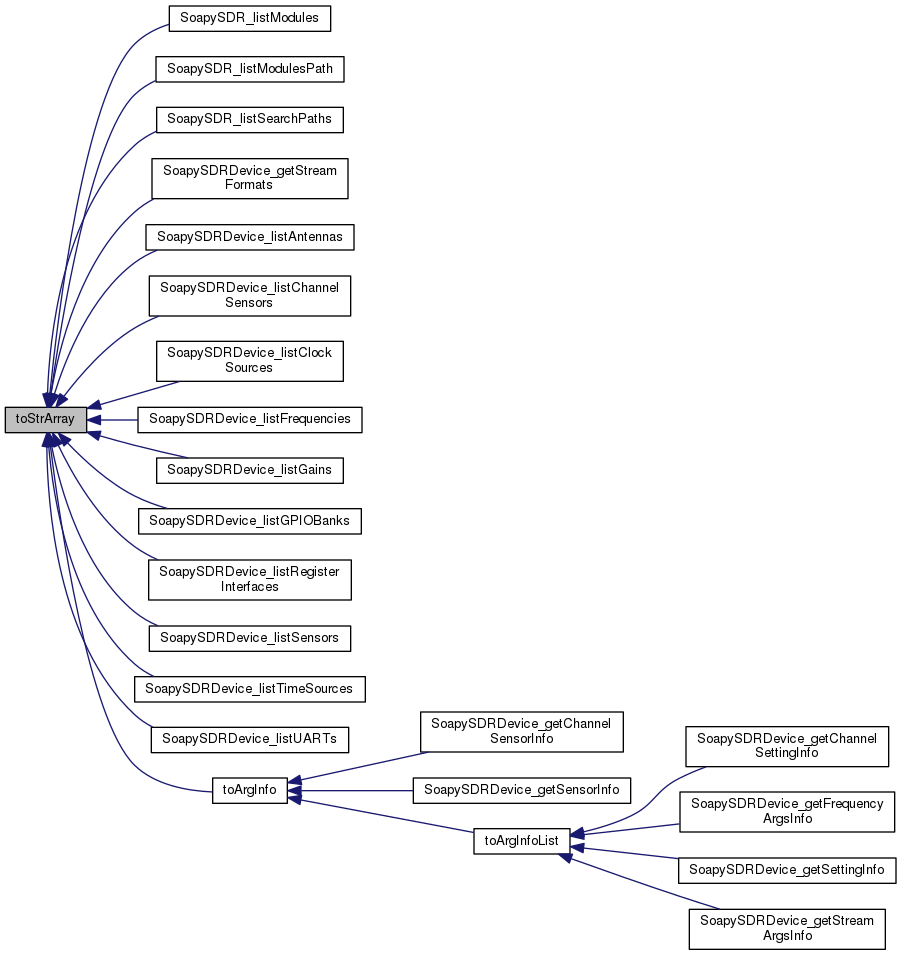 SoapySDR_listModules
SoapySDR_listModulesPath
SoapySDR_listSearchPaths
SoapySDRDevice_getStream
Formats
SoapySDRDevice_listAntennas
SoapySDRDevice_listChannel
Sensors
SoapySDRDevice_listClock
Sources
toStrArray
SoapySDRDevice_listFrequencies
SoapySDRDevice_listGains
SoapySDRDevice_listGPIOBanks
SoapySDRDevice_listRegister
Interfaces
SoapySDRDevice_listSensors
SoapySDRDevice_listTimeSources
SoapySDRDevice_listUARTs
toArgInfo
SoapySDRDevice_getChannel
SensorInfo
SoapySDRDevice_getSensorInfo
toArgInfoList
SoapySDRDevice_getChannel
SettingInfo
SoapySDRDevice_getFrequency
ArgsInfo
SoapySDRDevice_getSettingInfo
SoapySDRDevice_getStream
ArgsInfo